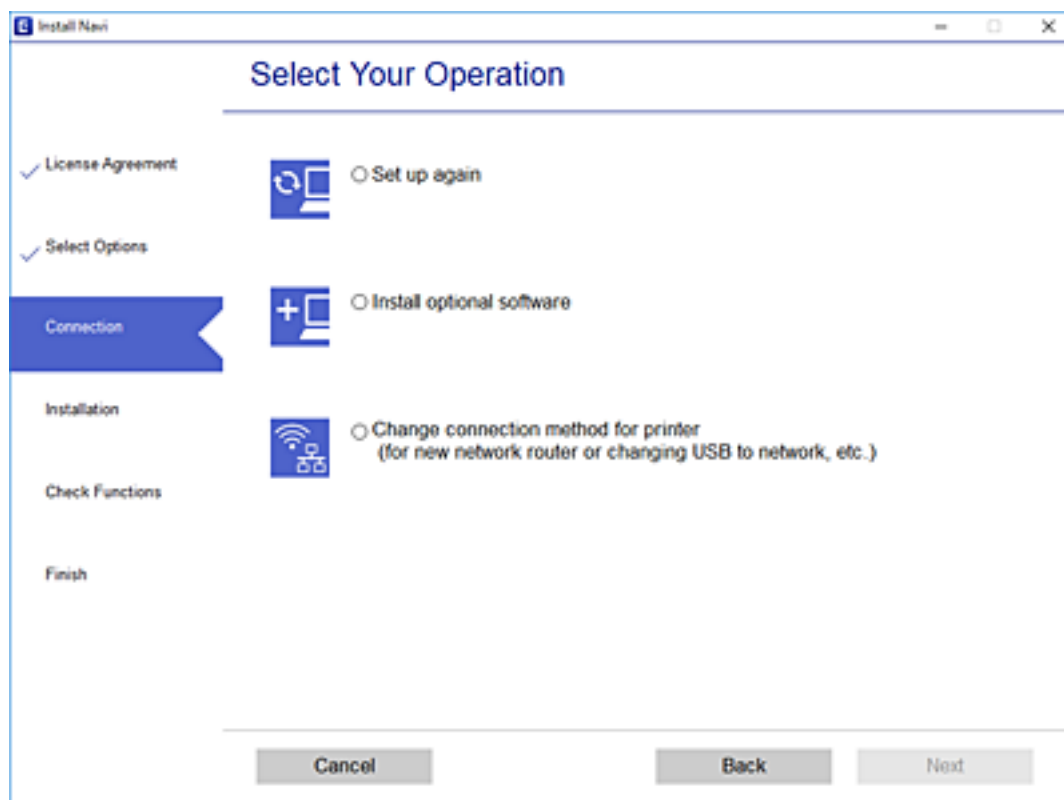 Install Navi
Select Your Operation
License Agreement
Set up again
Select Options
Install optional software
Connection
Installation
Change connection method for printer
(for new network router or changing USB to network, etc.)
Check Functions
Finish
Cancel
Back
Next